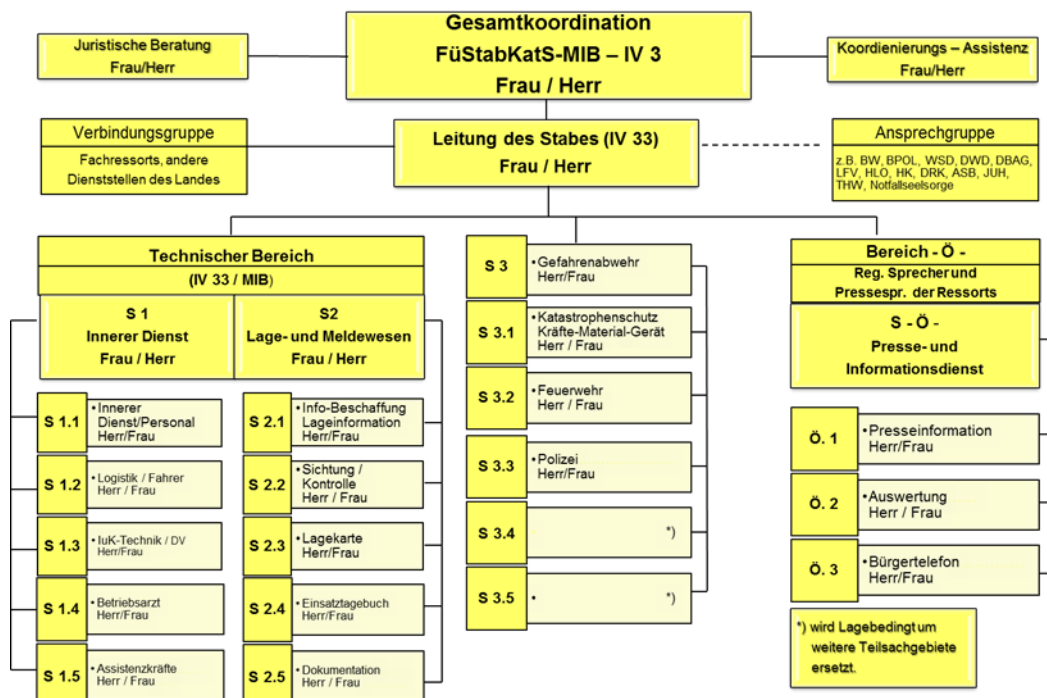 Gesamtkoordination
FüStabKatS-MIB – IV 3
Frau / Herr
Juristische Beratung
Frau/Herr
Koordienierungs – Assistenz
Frau/Herr
Verbindungsgruppe
Fachressorts, andere
Dienststellen des Landes
Leitung des Stabes (IV 33)
Frau / Herr
Ansprechgruppe
z.B. BW, BPOL, WSD, DWD, DBAG,
LFV, HLO, HK, DRK, ASB, JUH,
THW, Notfallseelsorge
Technischer Bereich
(IV 33 / MIB)
S 1
Innerer Dienst
Frau / Herr
S2
Lage- und Meldewesen
Frau / Herr
S 1.1
• Innerer
Dienst/Personal
Herr/Frau
S 1.2
• Logistik / Fahrer
Herr / Frau
S 1.3
• IuK-Technik / DV
Herr/Frau
S 1.4
• Betriebsarzt
Herr/Frau
S 1.5
• Assistenzkräfte
Herr / Frau
S 2.1
• Info-Beschaffung
Lageinformation
Herr/Frau
S 2.2
• Sichtung /
Kontrolle
Herr / Frau
S 2.3
• Lagekarte
Herr/Frau
S 2.4
• Einsatztagebuch
Herr/Frau
S 2.5
• Dokumentation
Herr / Frau
S 3
• Gefahrenabwehr
Herr/Frau
S 3.1
• Katastrophenschutz
Kräfte-Material-Gerät
Herr / Frau
S 3.2
• Feuerwehr
Herr / Frau
S 3.3
• Polizei
Herr/Frau
S 3.4
• *)
S 3.5
• *)
Bereich - Ö -
Reg. Sprecher und
Pressespr. der Ressorts
S - Ö -
Presse- und
Informationsdienst
Ö. 1
• Presseinformation
Herr/Frau
Ö. 2
• Auswertung
Herr / Frau
Ö. 3
• Bürgertelefon
Herr/Frau
*) wird Lagebedingt um
weitere Teilsachgebiete
ersetzt.